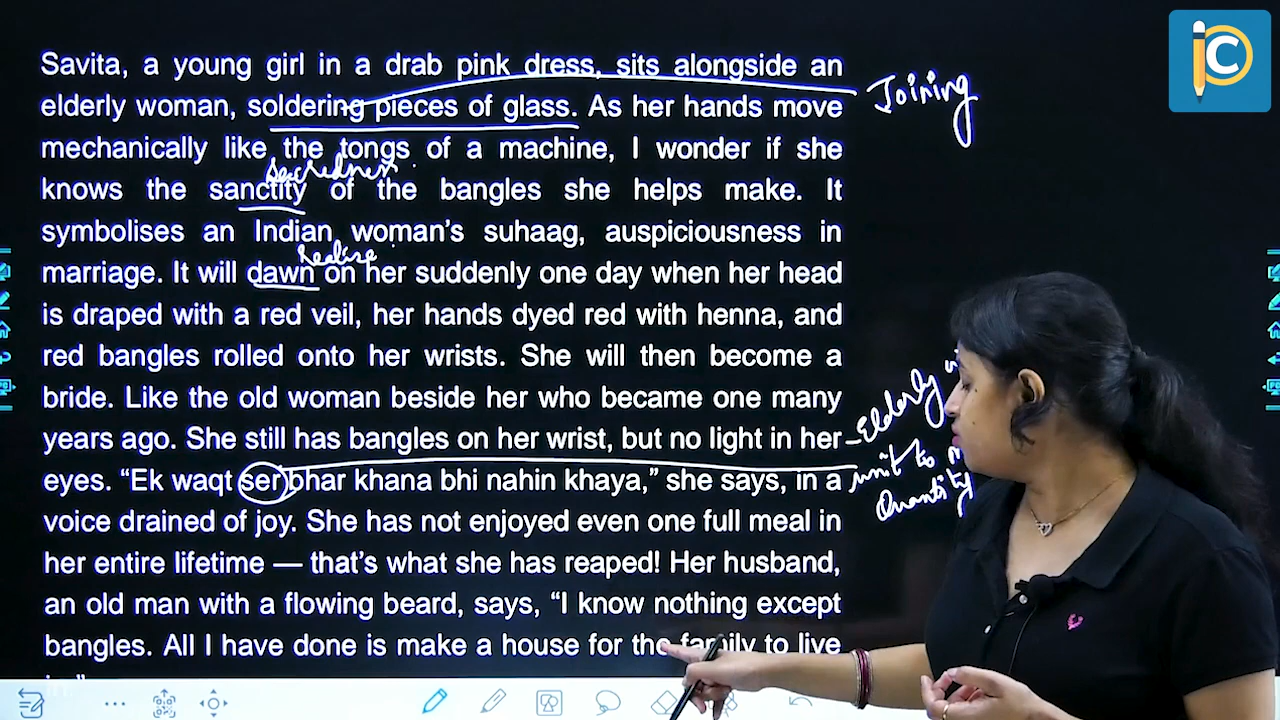 Savita, a young girl in a drab pink dress, sits alongside an
elderly woman, soldering pieces of glass. As her hands move
Joining
mechanically like the tongs of a machine, I wonder if she
sacredness
knows the sanctity of the bangles she helps make. It
symbolises an Indian woman's suhaag, auspiciousness in
realise
marriage. It will dawn on her suddenly one day when her head
is draped with a red veil, her hands dyed red with henna, and
red bangles rolled onto her wrists. She will then become a
bride. Like the old woman beside her who became one many
years ago. She still has bangles on her wrist, but no light in her
Elderly
eyes. “Ek waqt ser bhar khana bhi nahin khaya,” she says, in a
unit to
voice drained of joy. She has not enjoyed even one full meal in
Quantity
her entire lifetime — that's what she has reaped! Her husband,
an old man with a flowing beard, says, “I know nothing except
bangles. All I have done is make a house for the family to live
in.”